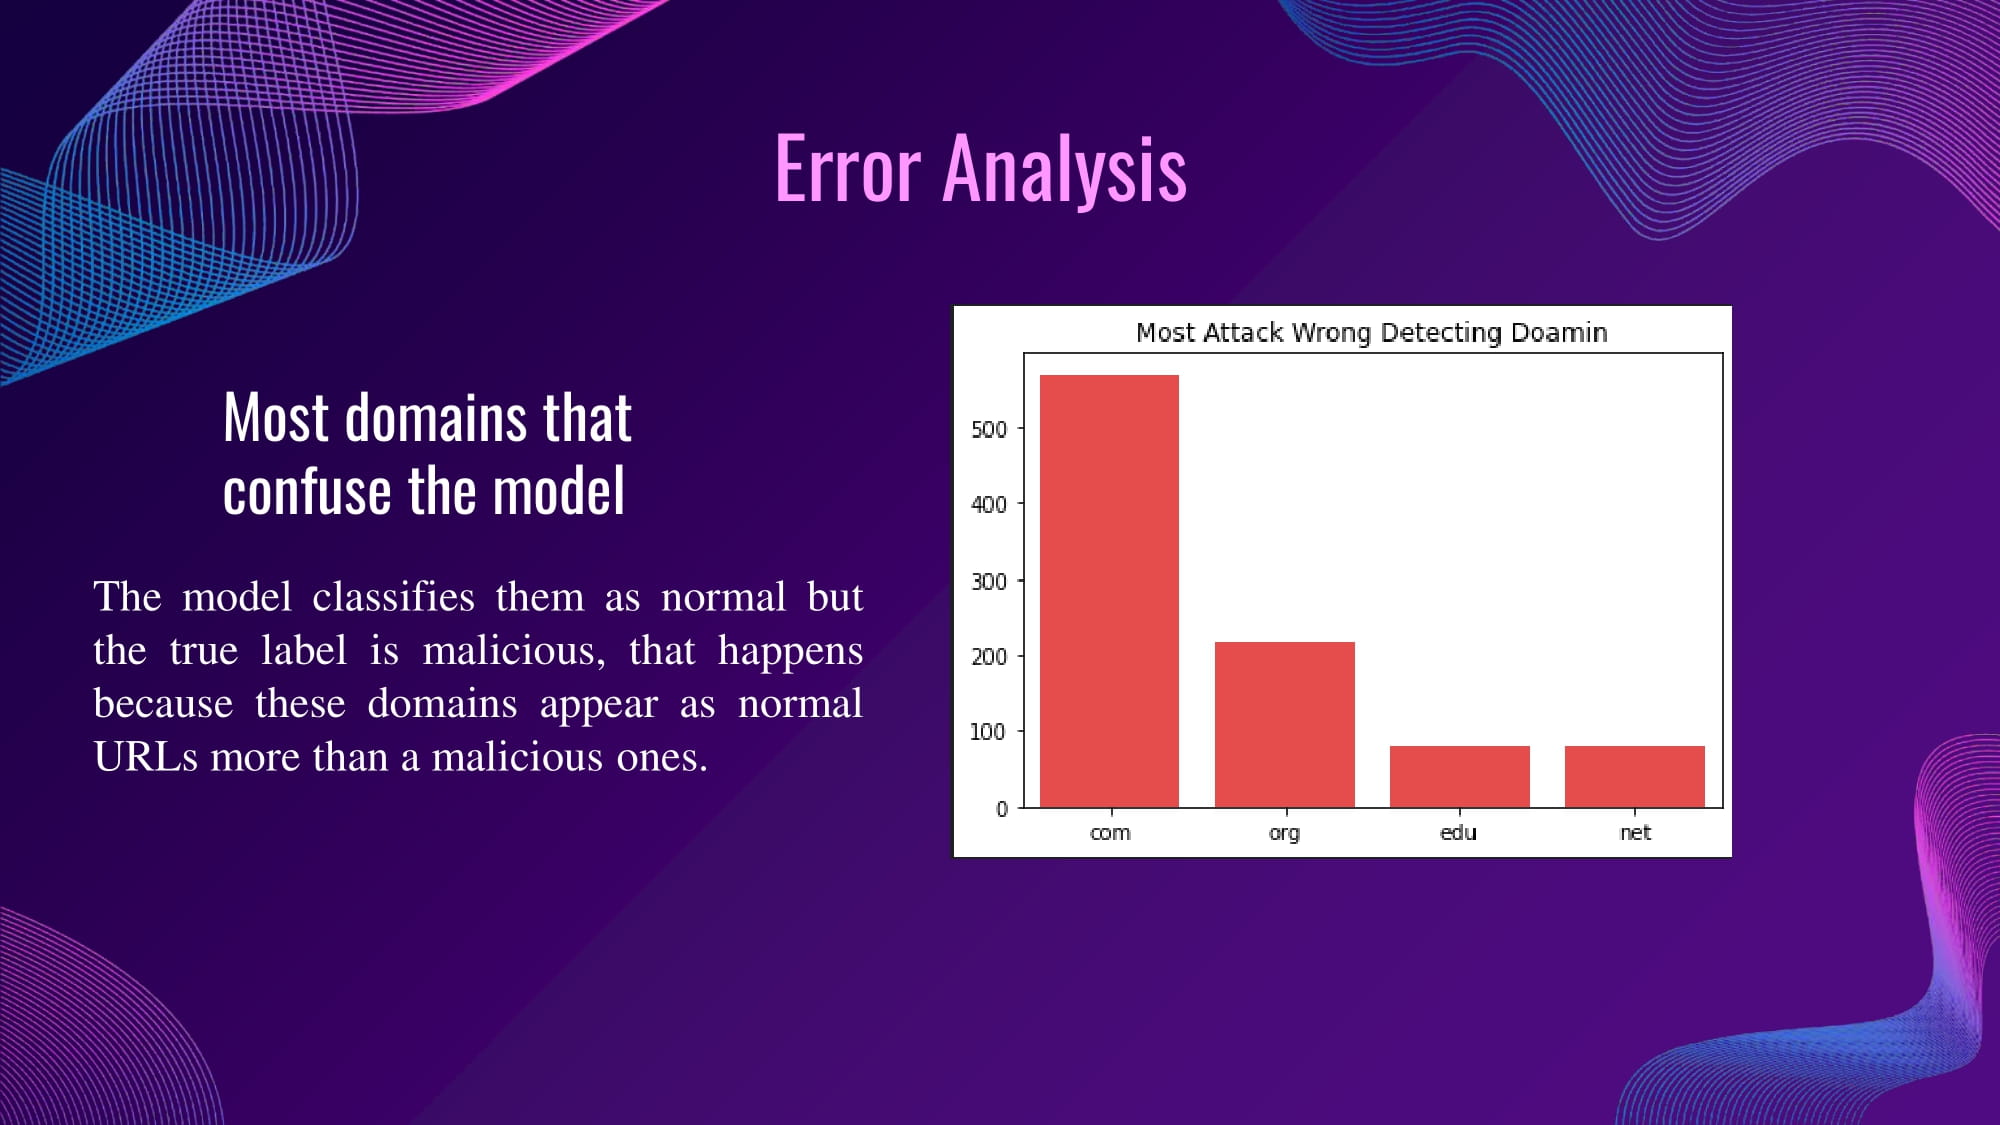 Error Analysis
Most domains that
confuse the model
The model classifies them as normal but
the true label is malicious, that happens
because these domains appear as normal
URLs more than a malicious ones.
Most Attack Wrong Detecting Doamin
500
400
300
200
100
0
com org edu net